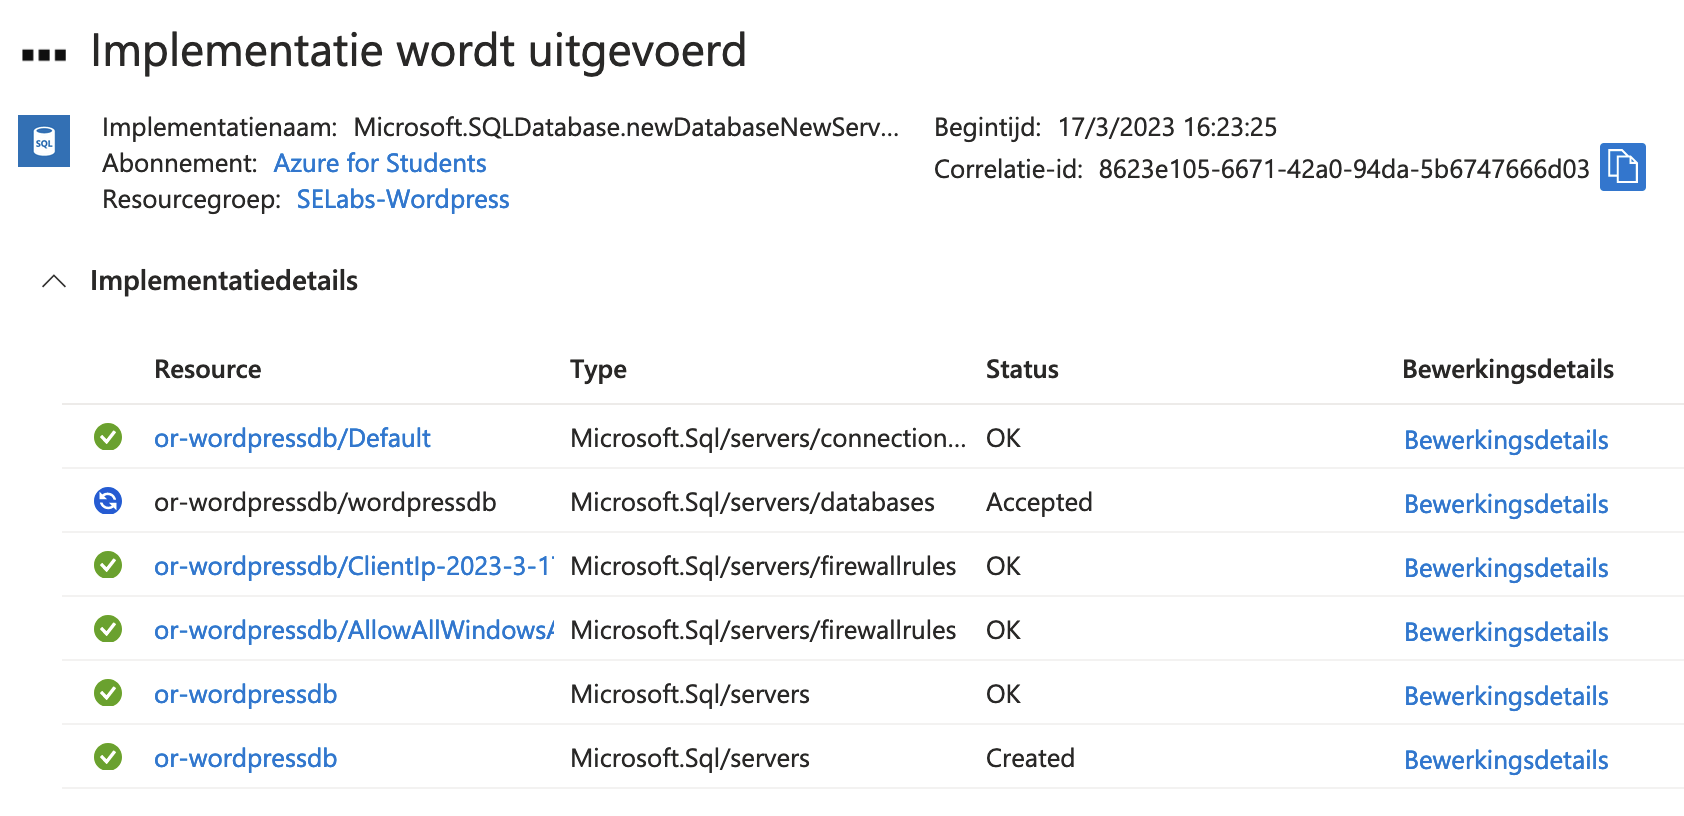 Implementatie wordt uitgevoerd
SQL
Implementatienaam: Microsoft.SQLDatabase.newDatabaseNewServ...
Abonnement: Azure for Students
Resourcegroep: SELabs-Wordpress
Begintijd: 17/3/2023 16:23:25
Correlatie-id: 8623e105-6671-42a0-94da-5b6747666d03
Implementatiedetails
Resource Type Status Bewerkingsdetails
or-wordpressdb/Default Microsoft.Sql/servers/connection... OK Bewerkingsdetails
or-wordpressdb/wordpressdb Microsoft.Sql/servers/databases Accepted Bewerkingsdetails
or-wordpressdb/ClientIp-2023-3-17 Microsoft.Sql/servers/firewallrules OK Bewerkingsdetails
or-wordpressdb/AllowAllWindowsA Microsoft.Sql/servers/firewallrules OK Bewerkingsdetails
or-wordpressdb Microsoft.Sql/servers OK Bewerkingsdetails
or-wordpressdb Microsoft.Sql/servers Created Bewerkingsdetails